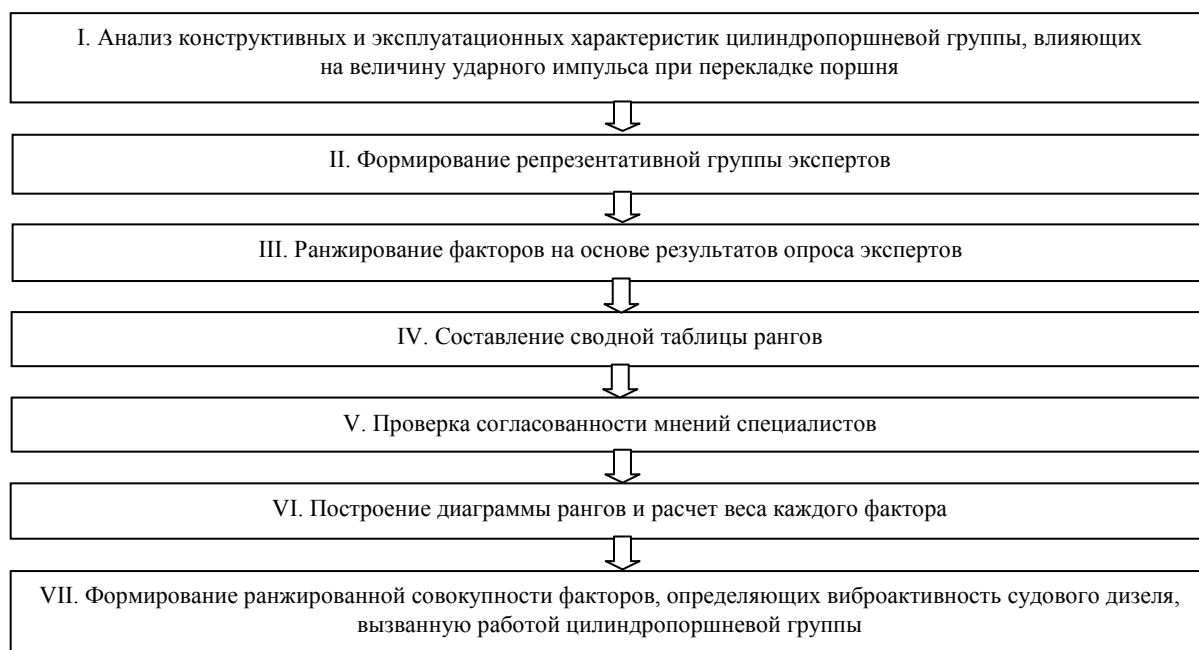 I. Анализ конструктивных и эксплуатационных характеристик цилиндропоршневой группы, влияющих
на величину ударного импульса при перекладке поршня
II. Формирование репрезентативной группы экспертов
III. Ранжирование факторов на основе результатов опроса экспертов
IV. Составление сводной таблицы рангов
V. Проверка согласованности мнений специалистов
VI. Построение диаграммы рангов и расчет веса каждого фактора
VII. Формирование ранжированной совокупности факторов, определяющих виброактивность судового дизеля,
вызванную работой цилиндропоршневой группы